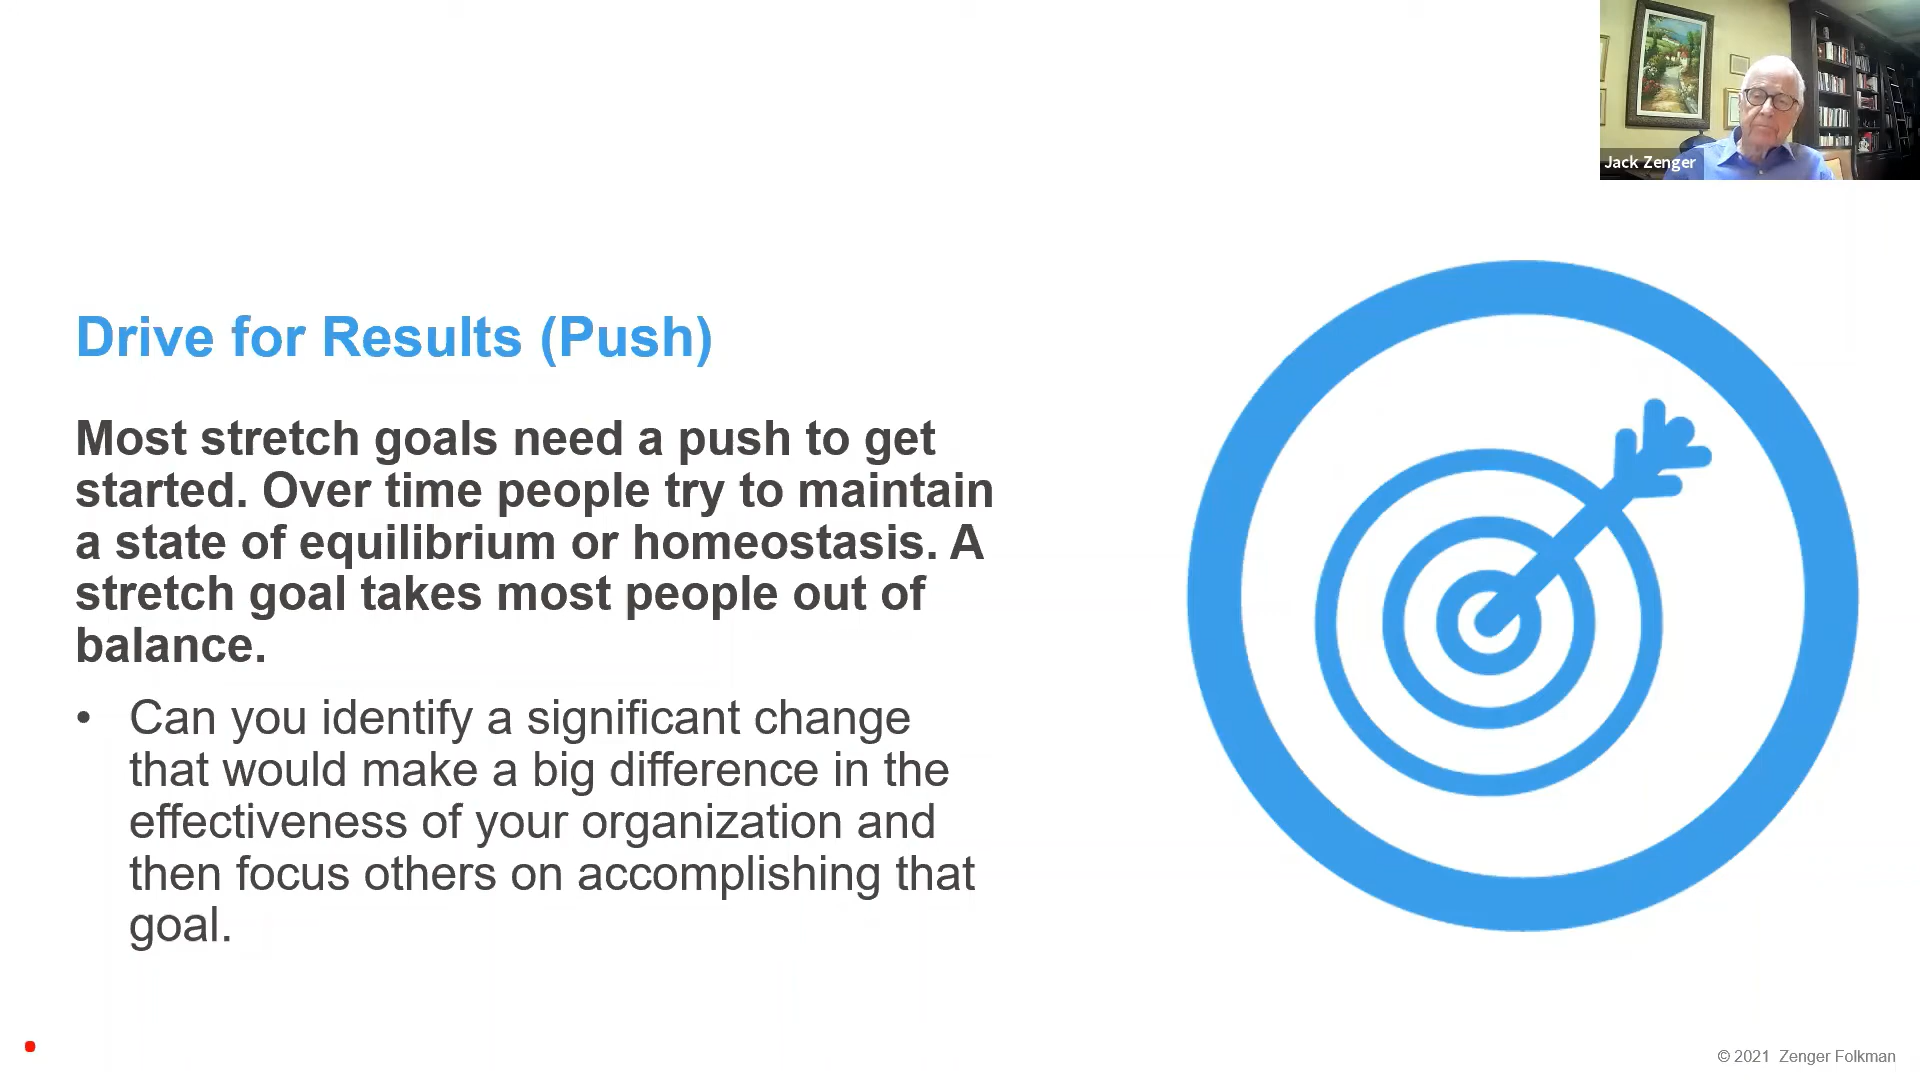 Jack Zenger
Drive for Results (Push)
Most stretch goals need a push to get
started. Over time people try to maintain
a state of equilibrium or homeostasis. A
stretch goal takes most people out of
balance.
• Can you identify a significant change
that would make a big difference in the
effectiveness of your organization and
then focus others on accomplishing that
goal.
© 2021 Zenger Folkman